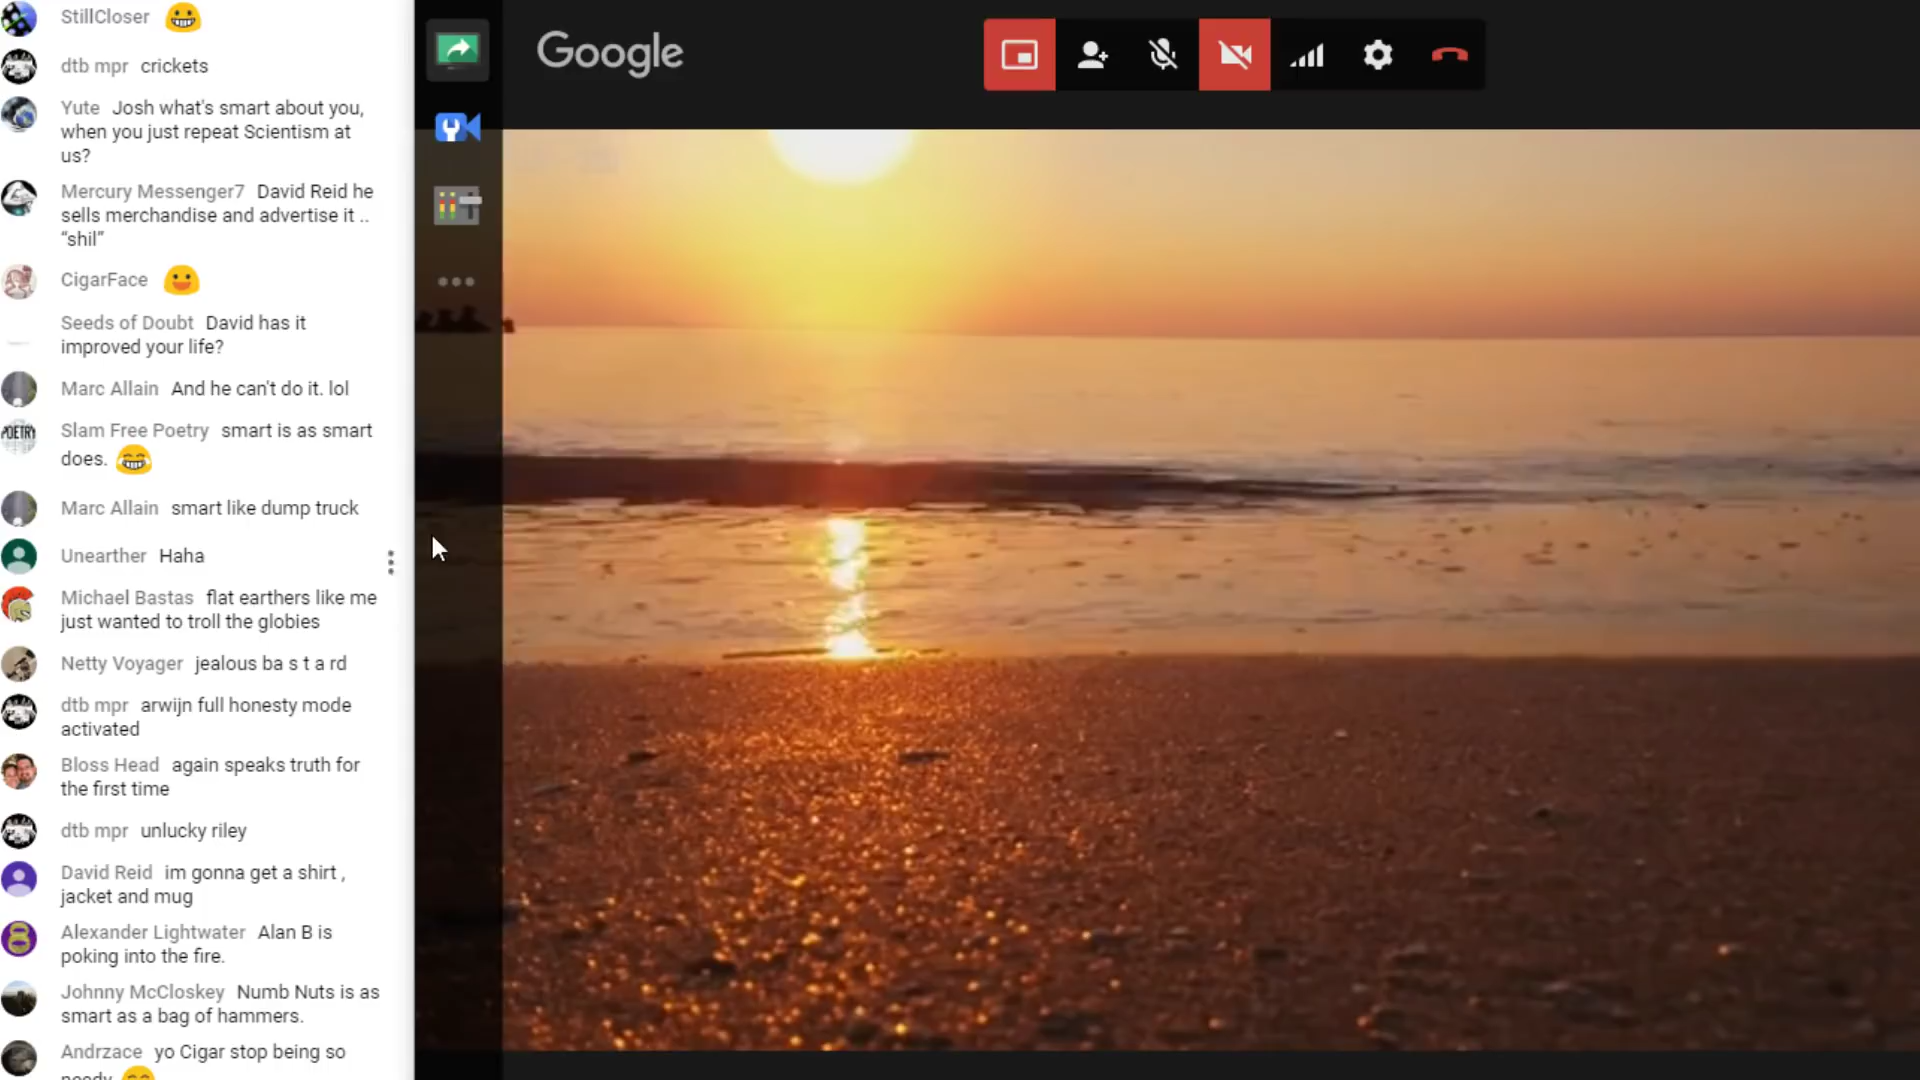 StillCloser
dtb mpr crickets
Yute Josh what's smart about you,
when you just repeat Scientism at
us?
Mercury Messenger7 David Reid he
sells merchandise and advertise it ..
“shil”
CigarFace
Seeds of Doubt David has it
improved your life?
Marc Allain And he can't do it. lol
Slam Free Poetry smart is as smart
does.
Marc Allain smart like dump truck
Unearther Haha
Michael Bastas flat earthers like me
just wanted to troll the globies
Netty Voyager jealous ba s t a rd
dtb mpr arwijn full honesty mode
activated
Bloss Head again speaks truth for
the first time
dtb mpr unlucky riley
David Reid im gonna get a shirt ,
jacket and mug
Alexander Lightwater Alan B is
poking into the fire.
Johnny McCloskey Numb Nuts is as
smart as a bag of hammers.
Andrzace yo Cigar stop being so
needy
Google
POETRY